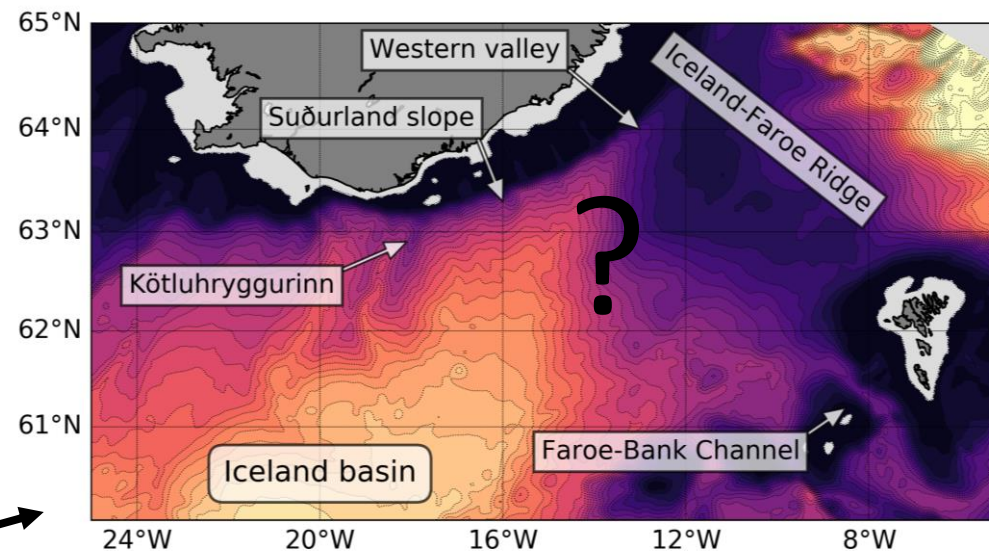 65°N
Western valley
Iceland-Faroe Ridge
Suðurland slope
64°N
63°N
?
Kötluhryggurinn
62°N
61°N
Faroe-Bank Channel
Iceland basin
24°W 20°W 16°W 12°W 8°W